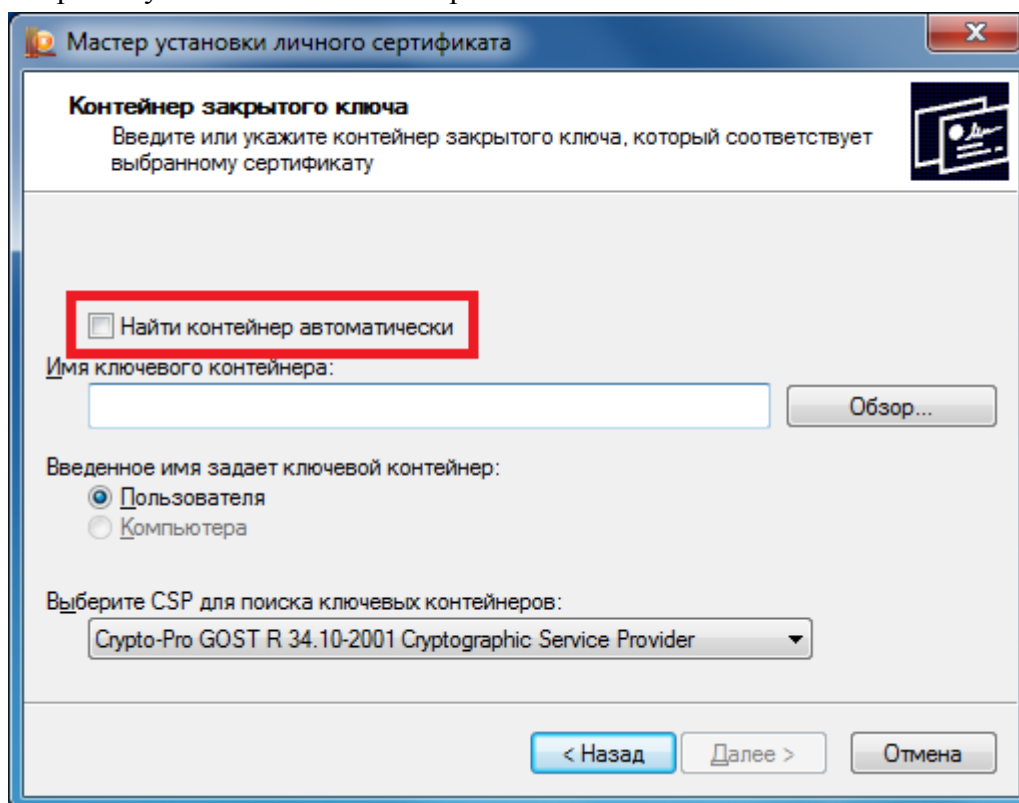 Мастер установки личного сертификата
Контейнер закрытого ключа
Введите или укажите контейнер закрытого ключа, который соответствует
выбранному сертификату
Найти контейнер автоматически
Имя ключевого контейнера:
Обзор...
Введенное имя задает ключевой контейнер:
Пользователя
Компьютера
Выберите CSP для поиска ключевых контейнеров:
Crypto-Pro GOST R 34.10-2001 Cryptographic Service Provider
< Назад Далее > Отмена